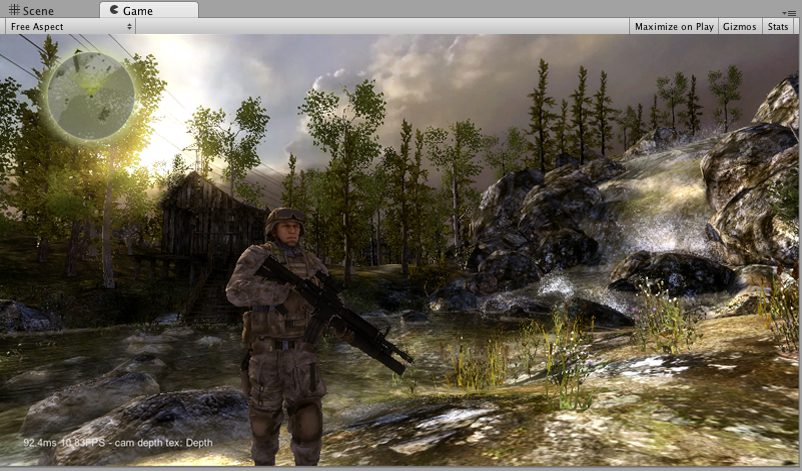 Scene
Game
Free Aspect
Maximize on Play
Gizmos
Stats
92.4ms 10.83FPS - cam depth tex: Depth